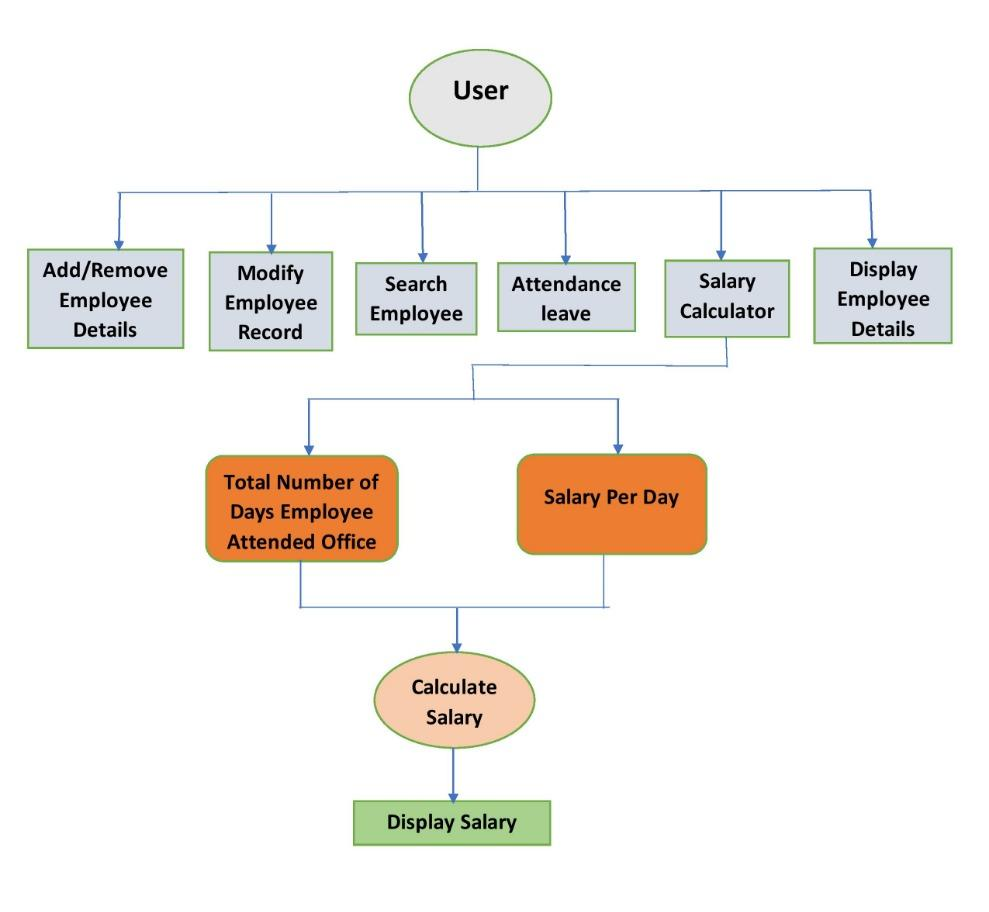 User
Add/Remove
Employee
Details
Modify
Employee
Record
Search
Employee
Attendance
leave
Salary
Calculator
Display
Employee
Details
Total Number of
Days Employee
Attended Office
Salary Per Day
Calculate
Salary
Display Salary